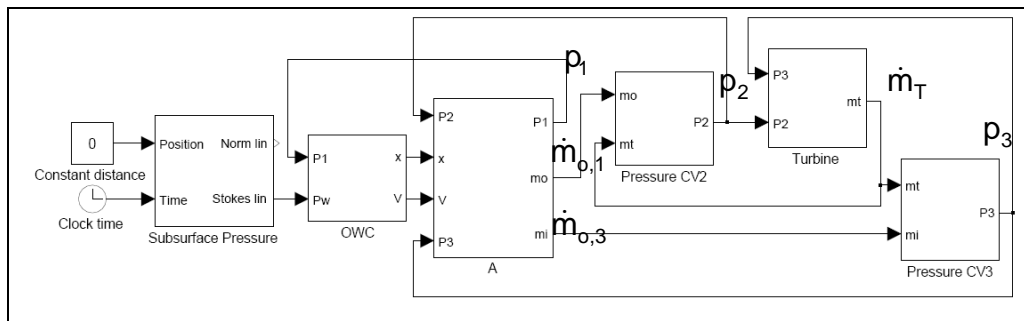 0
Constant distance
Clock time
Position
Norm lin
Time
Stokes lin
Subsurface Pressure
P1
x
Pw
V
OWC
p1
P2
P1
x
mo
V
mi
P3
A
ṁo,1
ṁo,3
mo
P2
mt
Pressure CV2
p2
P3
mt
P2
Turbine
ṁT
p3
mt
P3
mi
Pressure CV3